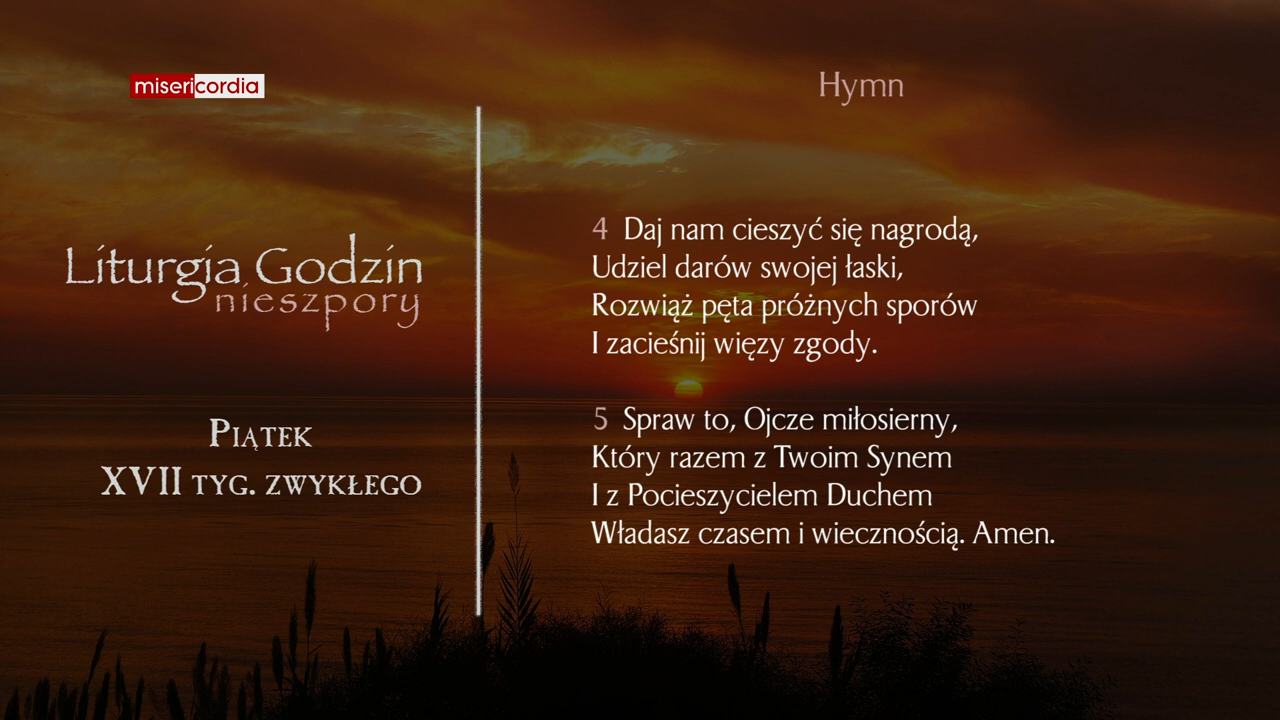 misericordia
Liturgia Godzin
nieszpory
Piątek
XVII tyg. zwykłego
Hymn
4 Daj nam cieszyć się nagrodą,
Udziel darów swojej łaski,
Rozwiąż pęta próżnych sporów
I zacieśnij więzy zgody.
5 Spraw to, Ojcze miłosierny,
Który razem z Twoim Synem
I z Pocieszycielem Duchem
Władasz czasem i wiecznością. Amen.